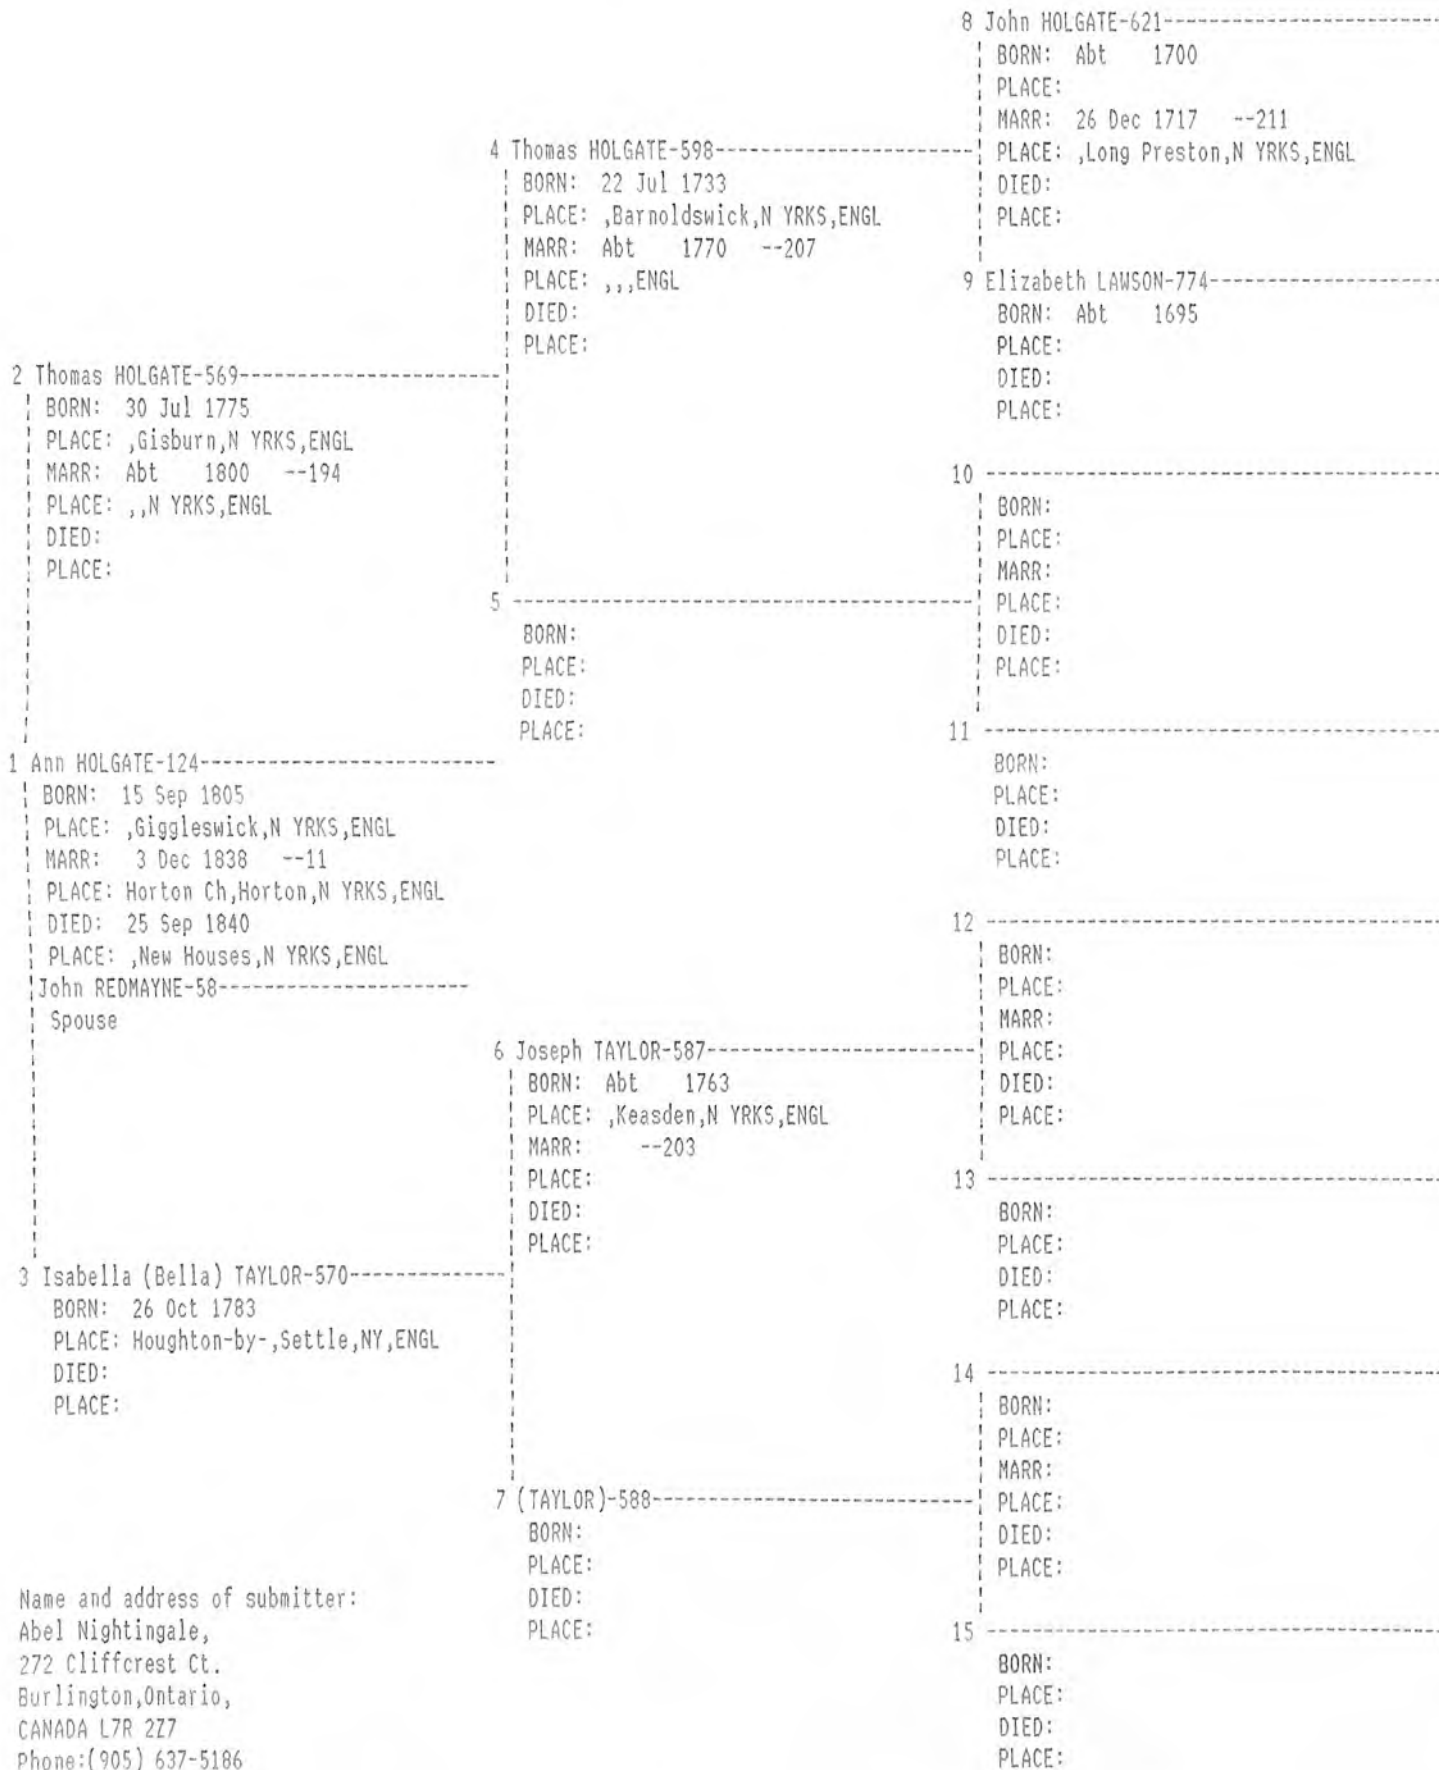 8 John HOLGATE-621
BORN: Abt 1700
PLACE:
MARR: 26 Dec 1717 --211
PLACE: ,Long Preston,N YRKS,ENGL
DIED:
PLACE:
4 Thomas HOLGATE-598
BORN: 22 Jul 1733
PLACE: ,Barnoldswick,N YRKS,ENGL
MARR: Abt 1770 --207
PLACE: ,,,ENGL
DIED:
PLACE:
9 Elizabeth LAWSON-774
BORN: Abt 1695
PLACE:
DIED:
PLACE:
2 Thomas HOLGATE-569
BORN: 30 Jul 1775
PLACE: ,Gisburn,N YRKS,ENGL
MARR: Abt 1800 --194
PLACE: ,,N YRKS,ENGL
DIED:
PLACE:
10
BORN:
PLACE:
MARR:
PLACE:
DIED:
PLACE:
5
BORN:
PLACE:
DIED:
PLACE:
11
BORN:
PLACE:
DIED:
PLACE:
1 Ann HOLGATE-124
BORN: 15 Sep 1805
PLACE: ,Giggleswick,N YRKS,ENGL
MARR: 3 Dec 1838 --11
PLACE: Horton Ch,Horton,N YRKS,ENGL
DIED: 25 Sep 1840
PLACE: ,New Houses,N YRKS,ENGL
John REDMAYNE-58
Spouse
12
BORN:
PLACE:
MARR:
PLACE:
DIED:
PLACE:
6 Joseph TAYLOR-587
BORN: Abt 1763
PLACE: ,Keasden,N YRKS,ENGL
MARR: --203
PLACE:
DIED:
PLACE:
13
BORN:
PLACE:
DIED:
PLACE:
3 Isabella (Bella) TAYLOR-570
BORN: 26 Oct 1783
PLACE: Houghton-by-,Settle,NY,ENGL
DIED:
PLACE:
14
BORN:
PLACE:
MARR:
PLACE:
DIED:
PLACE:
7 (TAYLOR)-588
BORN:
PLACE:
DIED:
PLACE:
15
BORN:
PLACE:
DIED:
PLACE:
Name and address of submitter:
Abel Nightingale,
272 Cliffcrest Ct.
Burlington,Ontario,
CANADA L7R 2Z7
Phone:(905) 637-5186